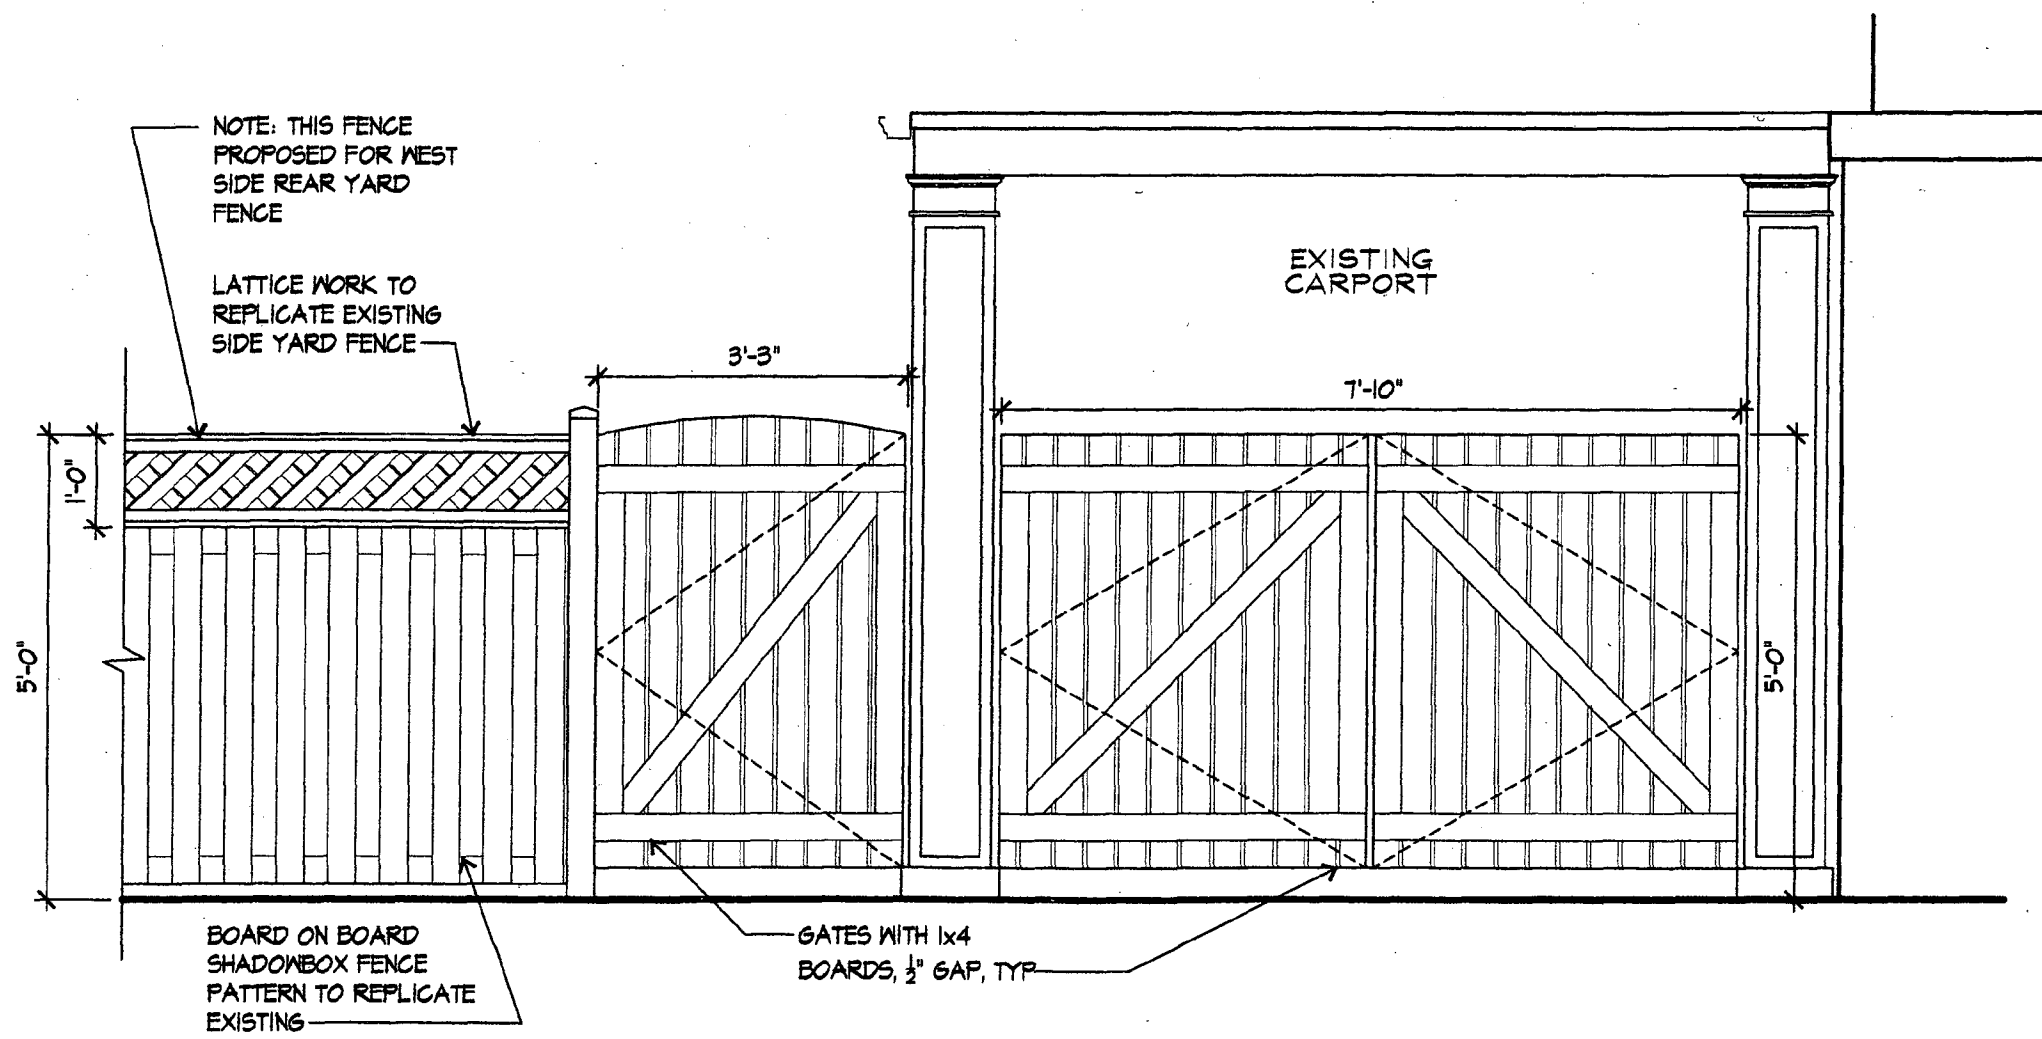 NOTE: THIS FENCE
PROPOSED FOR WEST
SIDE REAR YARD
FENCE
LATTICE WORK TO
REPLICATE EXISTING
SIDE YARD FENCE
EXISTING
CARPORT
3'-3"
7'-10"
1'-0"
5'-0"
5'-0"
BOARD ON BOARD
SHADOWBOX FENCE
PATTERN TO REPLICATE
EXISTING
GATES WITH 1x4
BOARDS, ½" GAP, TYP